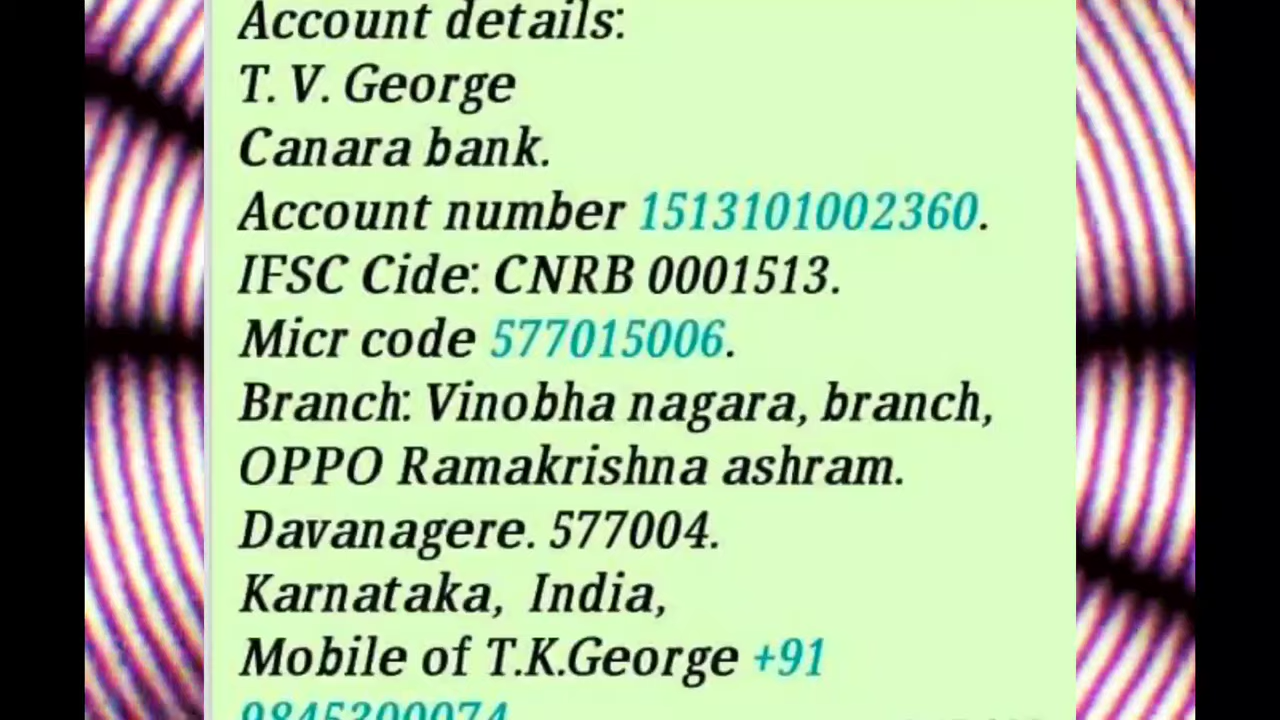 Account details:
T. V. George
Canara bank.
Account number 1513101002360.
IFSC Cide: CNRB 0001513.
Micr code 577015006.
Branch: Vinobha nagara, branch,
OPPO Ramakrishna ashram.
Davanagere. 577004.
Karnataka, India,
Mobile of T.K.George +91
9845300074